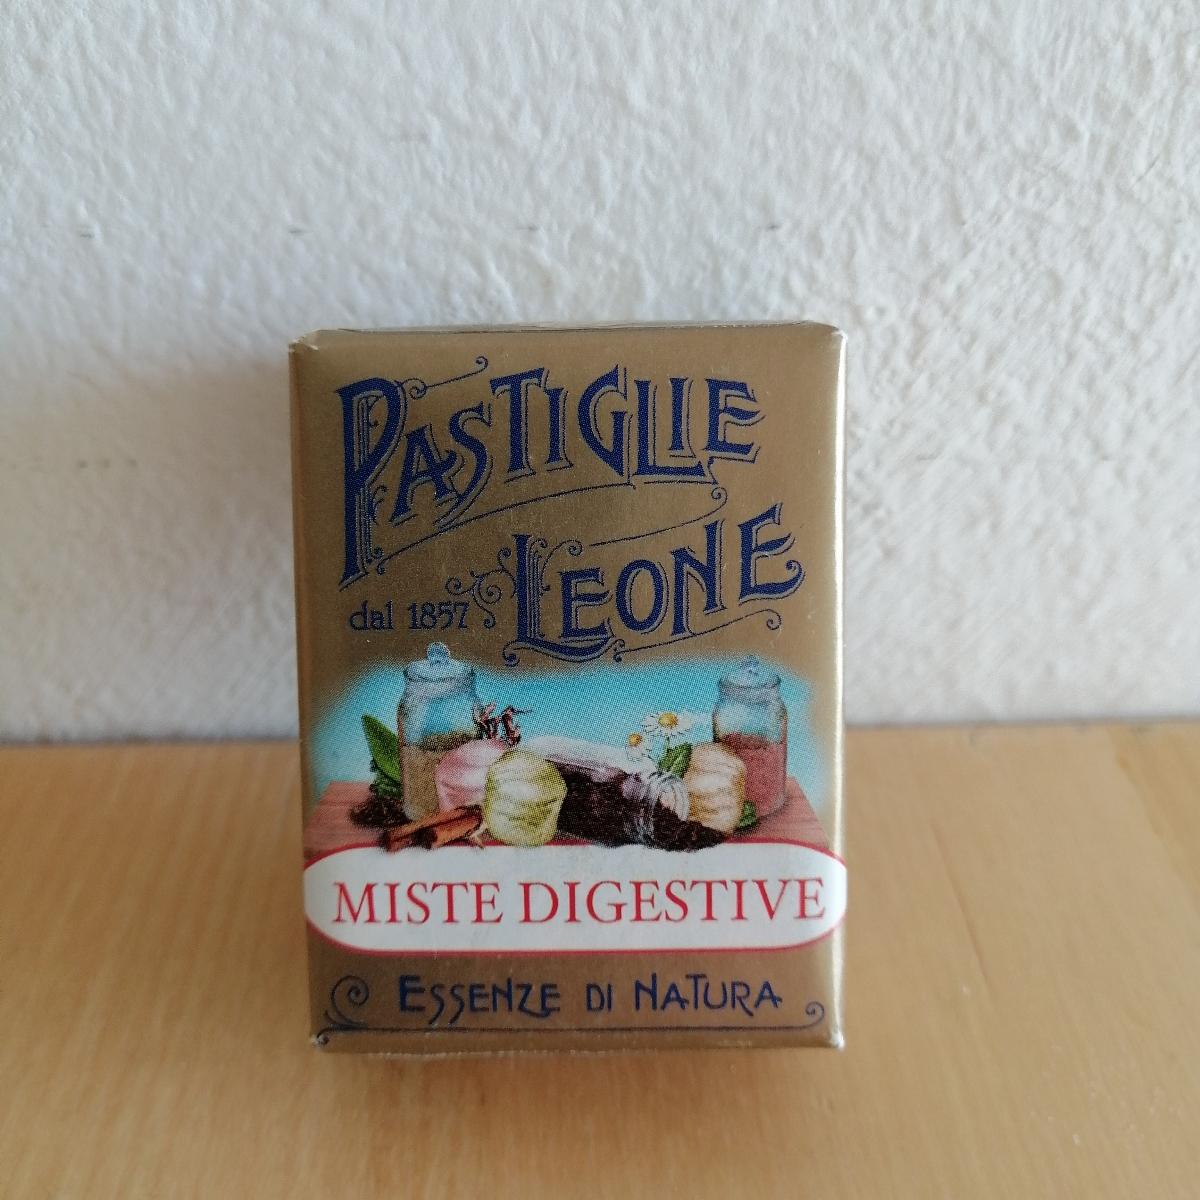 PASTIGLIE
LEONE
dal 1857
MISTE DIGESTIVE
ESSENZE DI NATURA